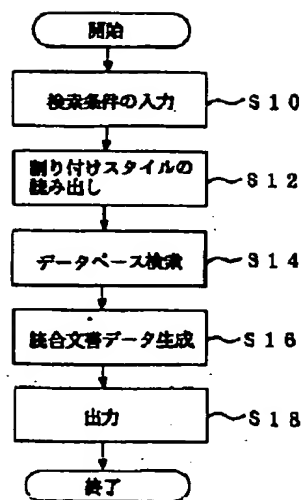 開始
検索条件の入力
S10
割り付けスタイルの
読み出し
S12
データベース検索
S14
統合文書データ生成
S16
出力
S18
終了